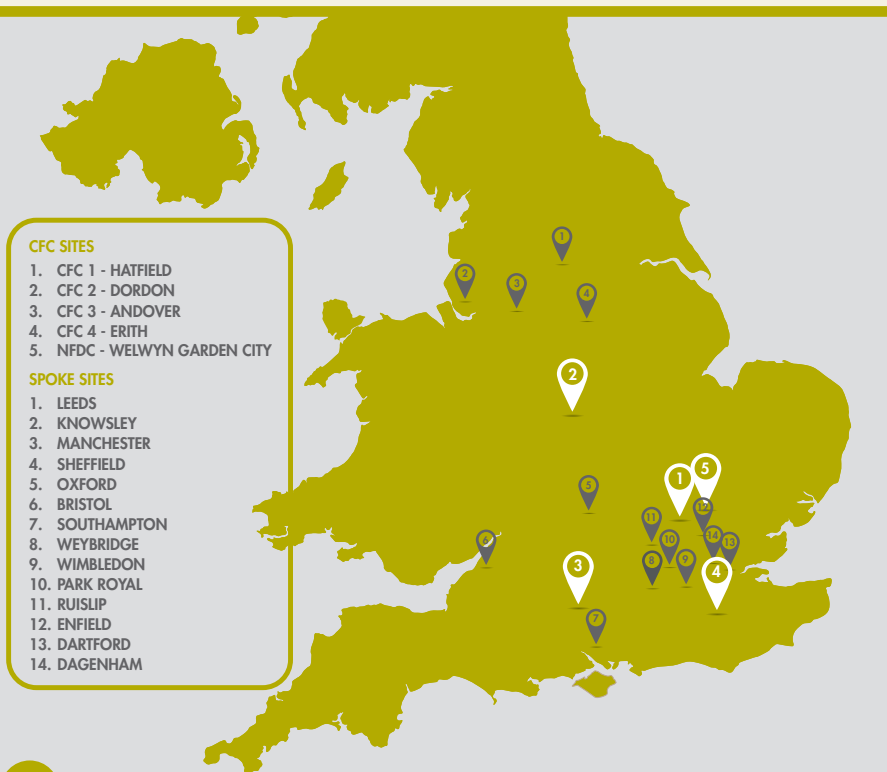 CFC SITES
1. CFC 1 - HATFIELD
2. CFC 2 - DORDON
3. CFC 3 - ANDOVER
4. CFC 4 - ERITH
5. NFDC - WELWYN GARDEN CITY
SPOKE SITES
1. LEEDS
2. KNOWSLEY
3. MANCHESTER
4. SHEFFIELD
5. OXFORD
6. BRISTOL
7. SOUTHAMPTON
8. WEYBRIDGE
9. WIMBLEDON
10. PARK ROYAL
11. RUISLIP
12. ENFIELD
13. DARTFORD
14. DAGENHAM
1
2
3
4
2
1
5
5
12
11
6
10
14
13
8
9
3
4
7